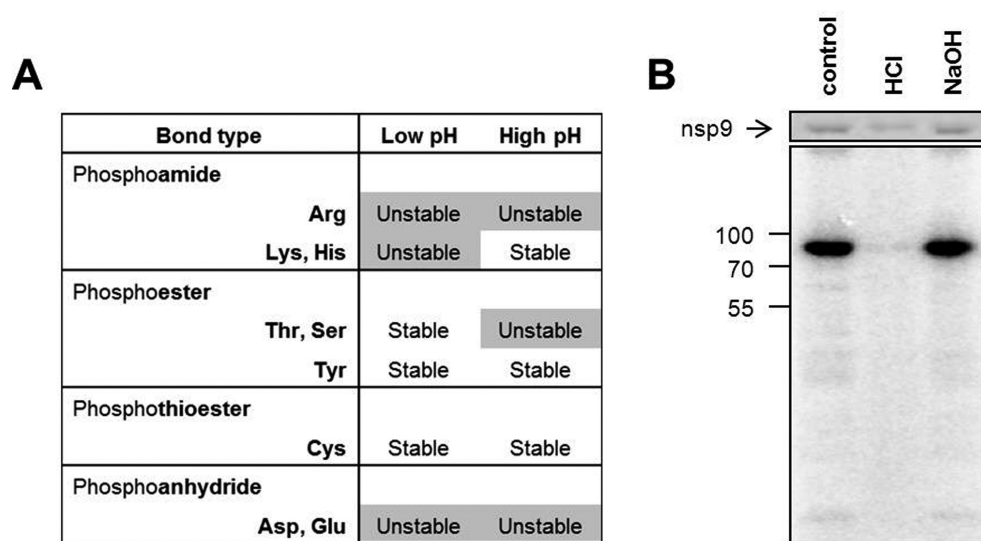 A
Bond type Low pH High pH
Phosphoamide
Arg Unstable Unstable
Lys, His Unstable Stable
Phosphoester
Thr, Ser Stable Unstable
Tyr Stable Stable
Phosphothioester
Cys Stable Stable
Phosphoanhydride
Asp, Glu Unstable Unstable
B
control HCl NaOH
nsp9
100
70
55